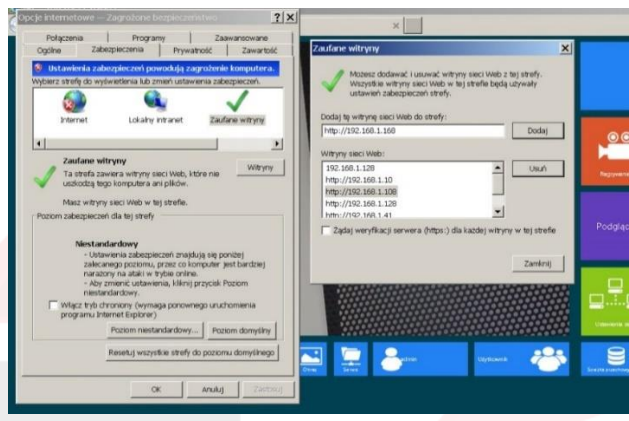 Opcje internetowe — Zagrożone bezpieczeństwo
Połączenia
Programy
Zaawansowane
Ogólne
Zabezpieczenia
Prywatność
Zawartość
Ustawienia zabezpieczeń powodują zagrożenie komputera.
Wybierz strefę do wyświetlenia lub zmień ustawienia zabezpieczeń.
Internet
Lokalny intranet
Zaufane witryny
Zaufane witryny
Ta strefa zawiera witryny sieci Web, które nie
uszkodzą tego komputera ani plików.
Witryny
Masz witryny sieci Web w tej strefie.
Poziom zabezpieczeń dla tej strefy
Niestandardowy
- Ustawienia zabezpieczeń znajdują się poniżej
zalecanego poziomu, przez co komputer jest bardziej
narażony na ataki w trybie online.
- Aby zmienić ustawienia, kliknij przycisk Poziom
niestandardowy.
Włącz tryb chroniony (wymaga ponownego uruchomienia
programu Internet Explorer)
Poziom niestandardowy...
Poziom domyślny
Resetuj wszystkie strefy do poziomu domyślnego
OK
Anuluj
Zastosuj
Zaufane witryny
Możesz dodawać i usuwać witryny sieci Web z tej strefy.
Wszystkie witryny sieci Web w tej strefie będą używały
ustawień zabezpieczeń strefy.
Dodaj tę witrynę sieci Web do strefy:
http://192.168.1.160
Dodaj
Witryny sieci Web:
192.168.1.128
http://192.168.1.10
http://192.168.1.108
http://192.168.1.128
http://192.168.1.41
Usuń
Żądaj weryfikacji serwera (https:) dla każdej witryny w tej strefie
Zamknij
Podgląd
admin
Użytkownik